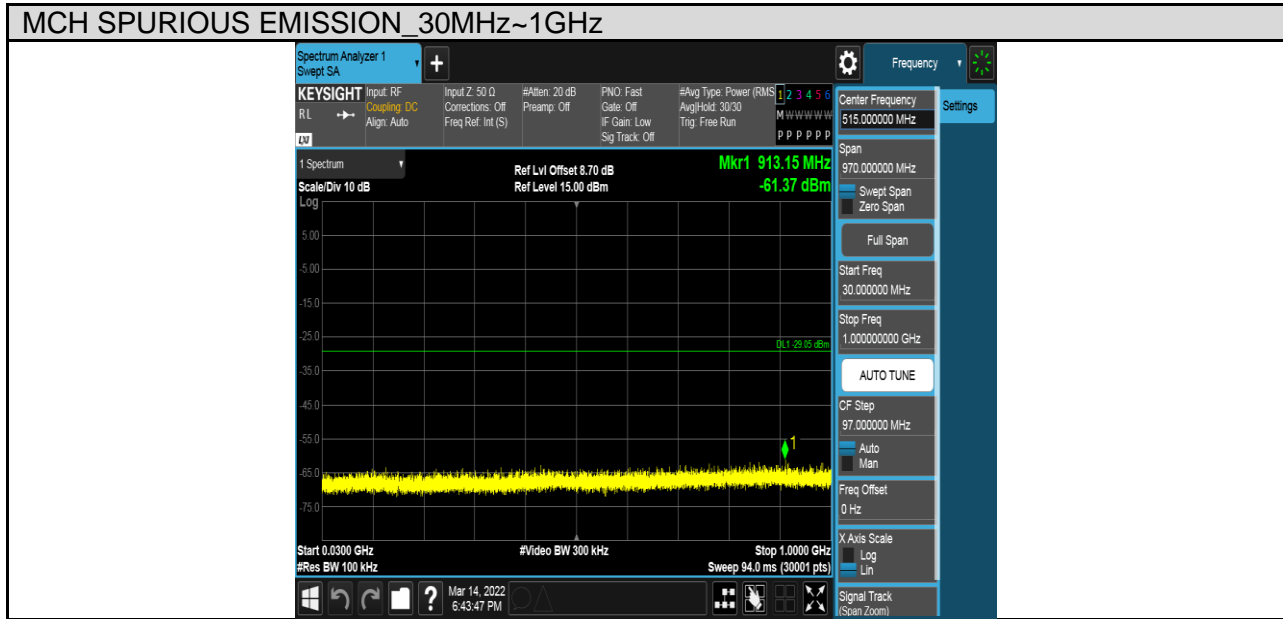 MCH SPURIOUS EMISSION_30MHz~1GHz
Spectrum Analyzer 1
Swept SA
+
Frequency
KEYSIGHT
RL
LXI
Input: RF
Coupling: DC
Align: Auto
Input Z: 50 Ω
Corrections: Off
Freq Ref: Int (S)
#Atten: 20 dB
Preamp: Off
PNO: Fast
Gate: Off
IF Gain: Low
Sig Track: Off
#Avg Type: Power (RMS
Avg|Hold: 30/30
Trig: Free Run
1 2 3 4 5 6
M W W W W W
P P P P P P
Settings
1 Spectrum
Scale/Div 10 dB
Ref Lvl Offset 8.70 dB
Ref Level 15.00 dBm
Mkr1 913.15 MHz
-61.37 dBm
Log
5.00
-5.00
-15.0
-25.0
DL1 -29.05 dBm
-35.0
-45.0
-55.0
1
-65.0
-75.0
Start 0.0300 GHz
#Res BW 100 kHz
#Video BW 300 kHz
Stop 1.0000 GHz
Sweep 94.0 ms (30001 pts)
Center Frequency
515.000000 MHz
Span
970.000000 MHz
Swept Span
Zero Span
Full Span
Start Freq
30.000000 MHz
Stop Freq
1.000000000 GHz
AUTO TUNE
CF Step
97.000000 MHz
Auto
Man
Freq Offset
0 Hz
X Axis Scale
Log
Lin
Signal Track
(Span Zoom)
?
Mar 14, 2022
6:43:47 PM